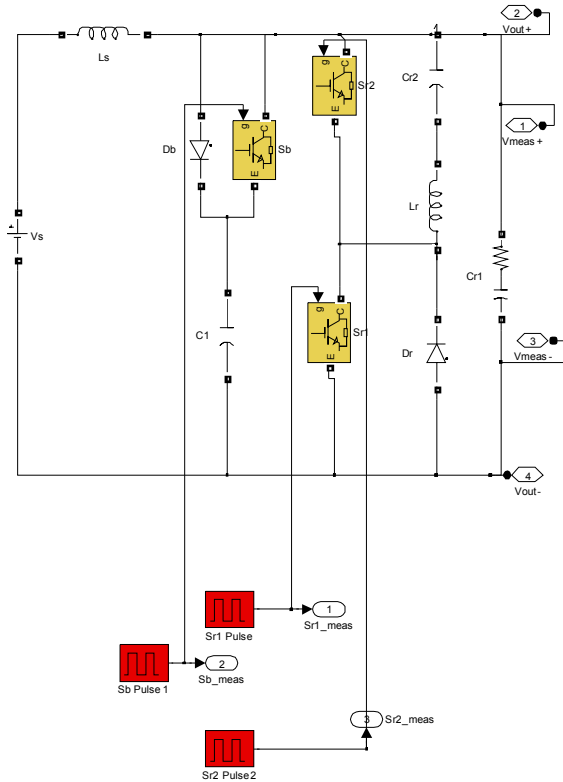 2
Vout+
Ls
g
C
E
Sr2
Cr2
1
Vmeas +
g
C
E
Sb
Db
Lr
Vs
+
Cr1
g
C
E
Sr1
C1
Dr
3
Vmeas -
4
Vout-
Sr1 Pulse
1
Sr1_meas
Sb Pulse 1
2
Sb_meas
3
Sr2_meas
Sr2 Pulse2